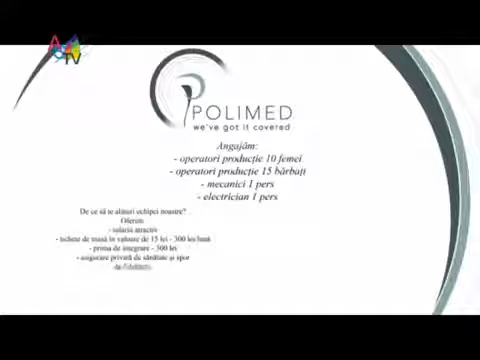 TV
POLIMED
we've got it covered
Angajăm:
- operatori producție 10 femei
- operatori producție 15 bărbați
- mecanici 1 pers
- electrician 1 pers
De ce să te alături echipei noastre?
Oferim
- salariu atractiv
- tichete de masă în valoare de 15 lei - 300 lei/lună
- prima de integrare - 300 lei
- asigurare privată de sănătate și spor